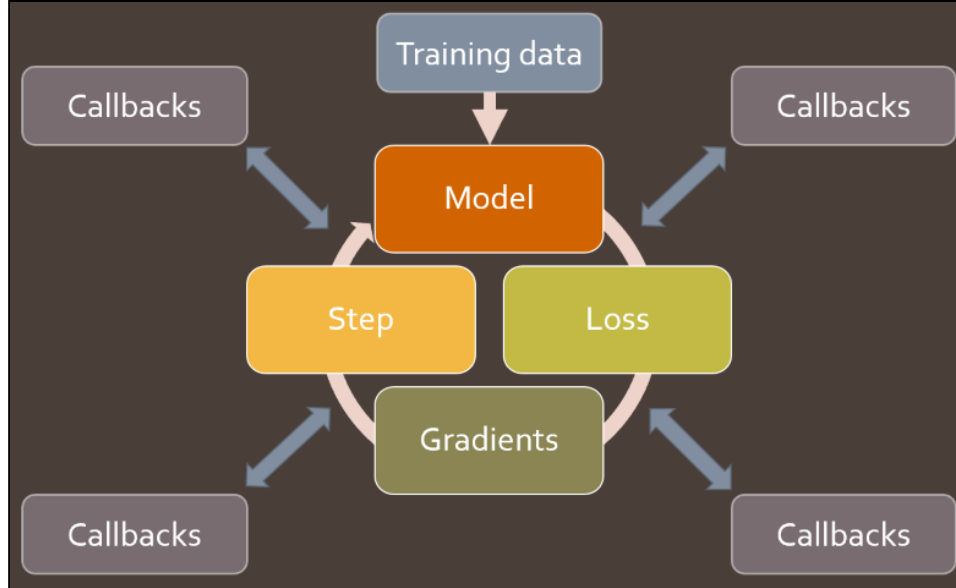 Training data
Callbacks
Callbacks
Model
Step
Loss
Gradients
Callbacks
Callbacks